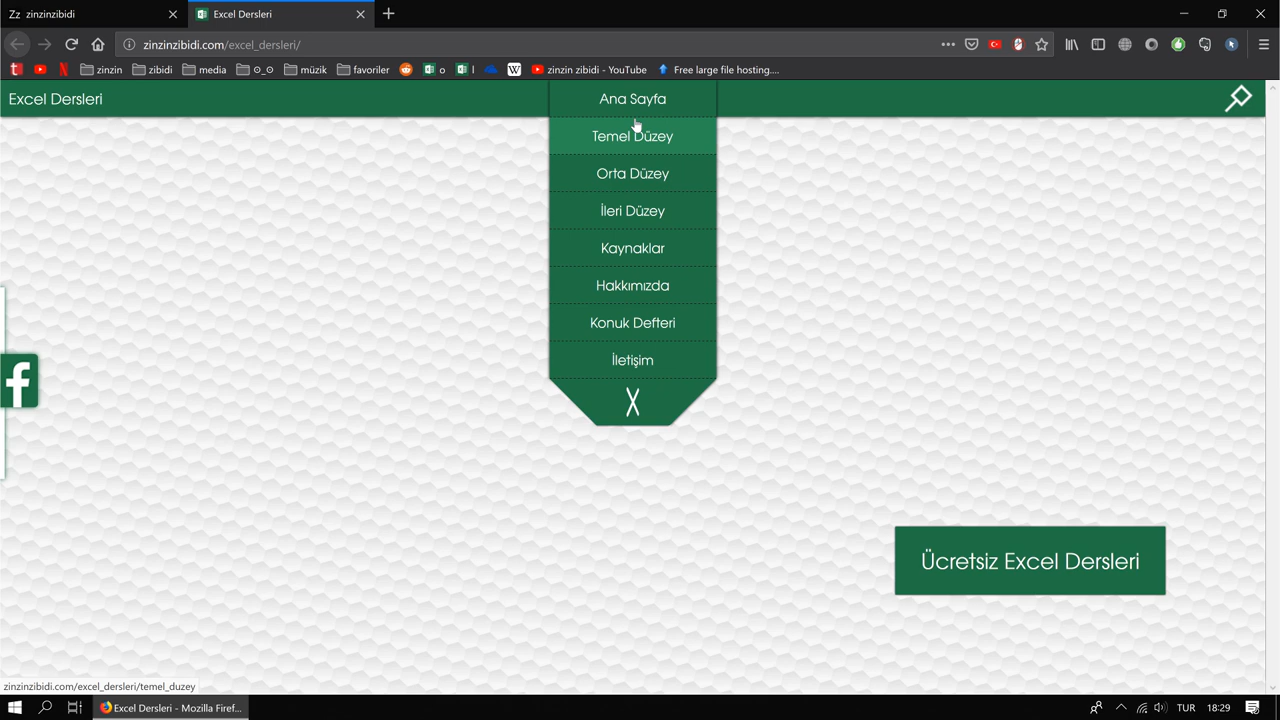 Zz zinzinzibidi
Excel Dersleri
zinzinzibidi.com/excel_dersleri/
zinzin
zibidi
media
ʘ_ʘ
müzik
favoriler
o
l
W
zinzin zibidi - YouTube
Free large file hosting....
Excel Dersleri
Ana Sayfa
Temel Düzey
Orta Düzey
İleri Düzey
Kaynaklar
Hakkımızda
Konuk Defteri
İletişim
Ücretsiz Excel Dersleri
zinzinzibidi.com/excel_dersleri/temel_duzey
Excel Dersleri - Mozilla Firef...
TUR
18:29